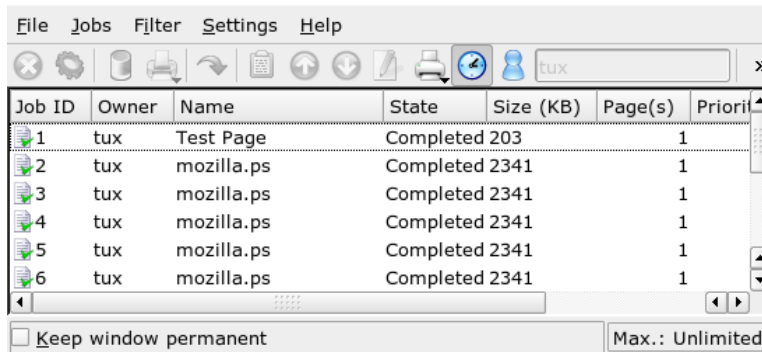 File Jobs Filter Settings Help
tux »
Job ID Owner Name State Size (KB) Page(s) Priorit
1 tux Test Page Completed 203 1
2 tux mozilla.ps Completed 2341 1
3 tux mozilla.ps Completed 2341 1
4 tux mozilla.ps Completed 2341 1
5 tux mozilla.ps Completed 2341 1
6 tux mozilla.ps Completed 2341 1
Keep window permanent Max.: Unlimited